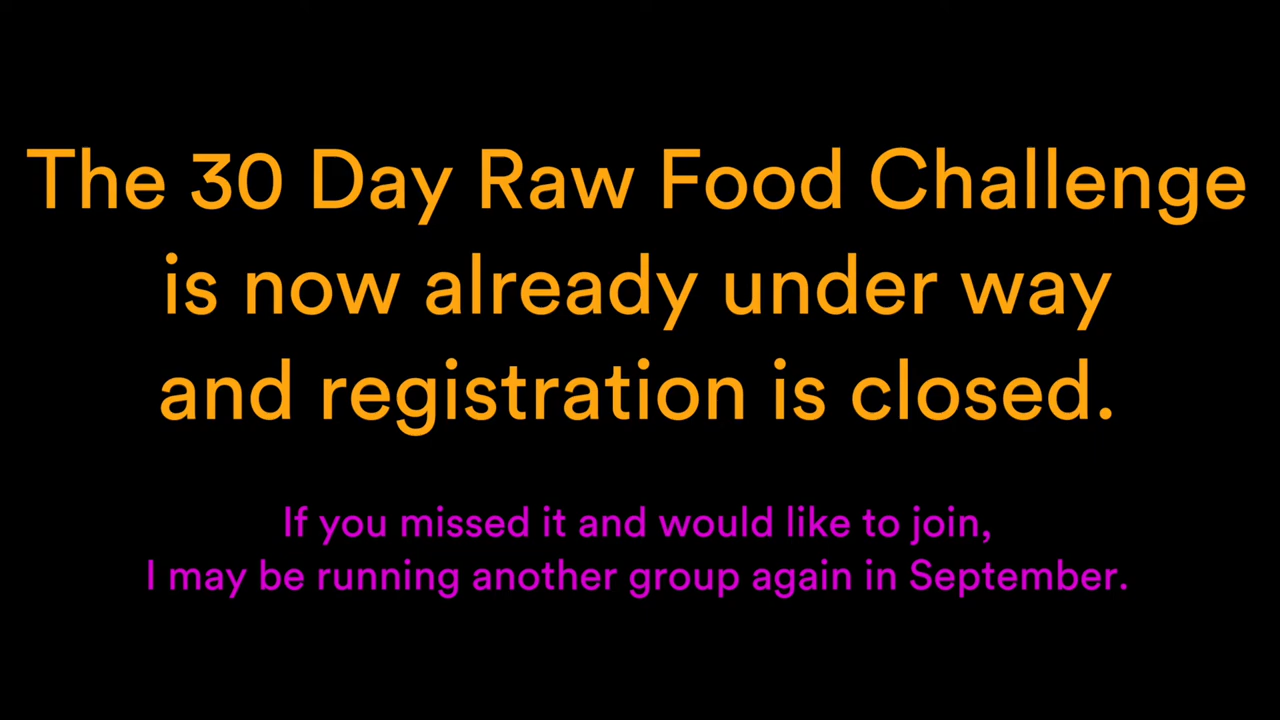 The 30 Day Raw Food Challenge
is now already under way
and registration is closed.
If you missed it and would like to join,
I may be running another group again in September.